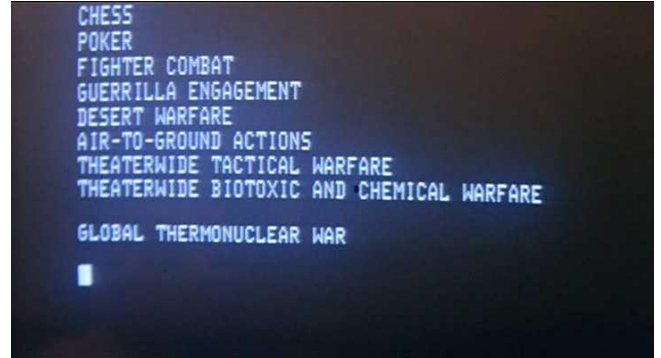 CHESS
POKER
FIGHTER COMBAT
GUERRILLA ENGAGEMENT
DESERT WARFARE
AIR-TO-GROUND ACTIONS
THEATERWIDE TACTICAL WARFARE
THEATERWIDE BIOTOXIC AND CHEMICAL WARFARE
GLOBAL THERMONUCLEAR WAR